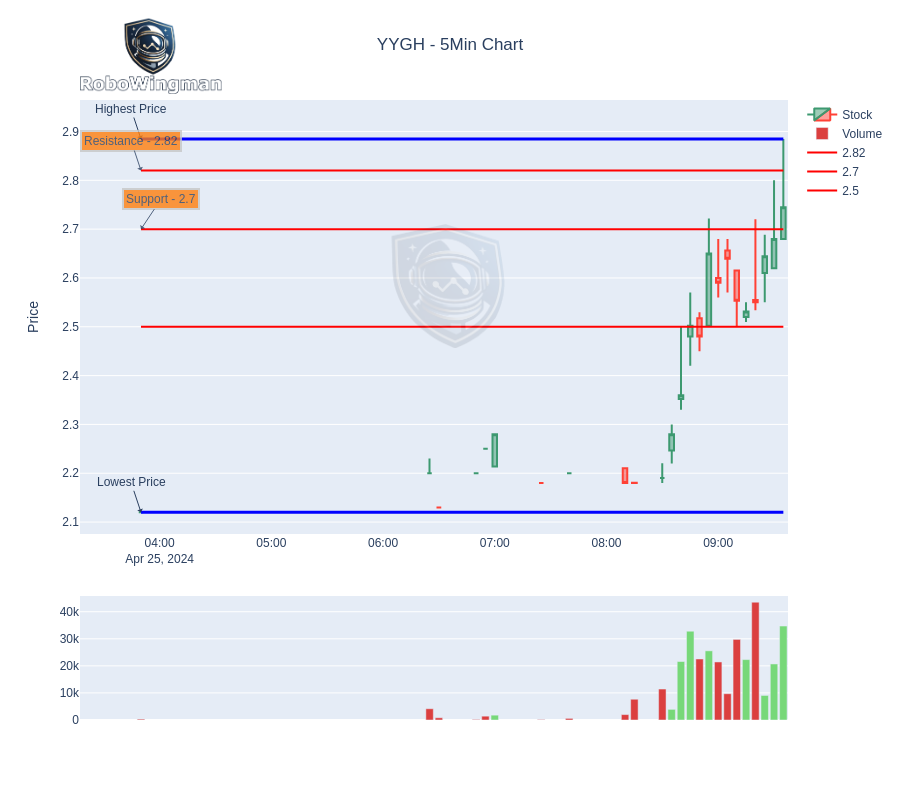 YYGH - 5Min Chart
RoboWingman
Highest Price
Resistance - 2.82
Support - 2.7
Lowest Price
Price
2.9
2.8
2.7
2.6
2.5
2.4
2.3
2.2
2.1
04:00
05:00
06:00
07:00
08:00
09:00
Apr 25, 2024
Stock
Volume
2.82
2.7
2.5
40k
30k
20k
10k
0